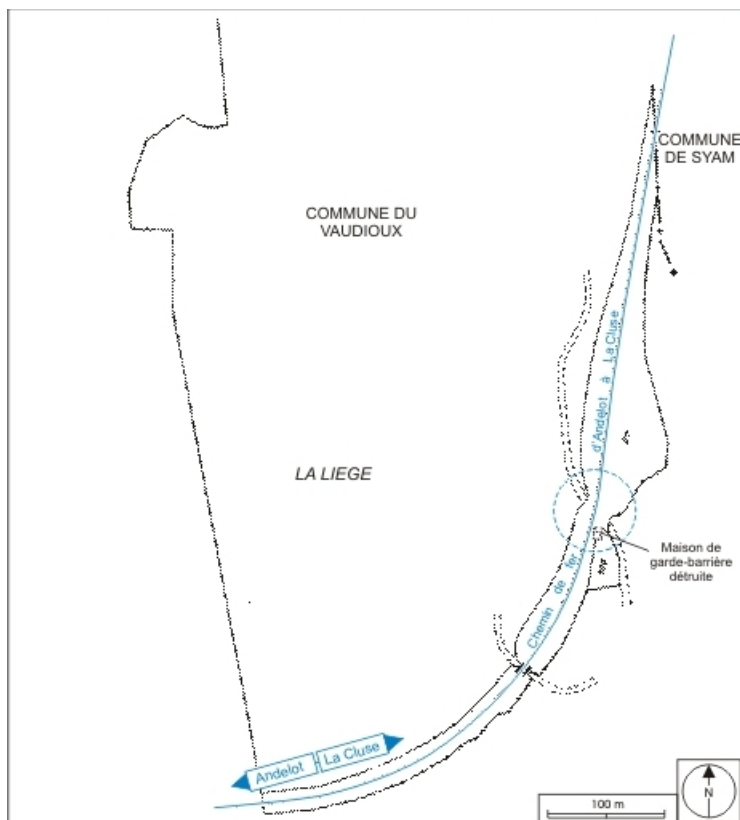 COMMUNE
DE SYAM
COMMUNE DU
VAUDIOUX
d'Andelot à La Cluse
LA LIEGE
Maison de
garde-barrière
détruite
Chemin de fer
Andelot - La Cluse
100 m
N